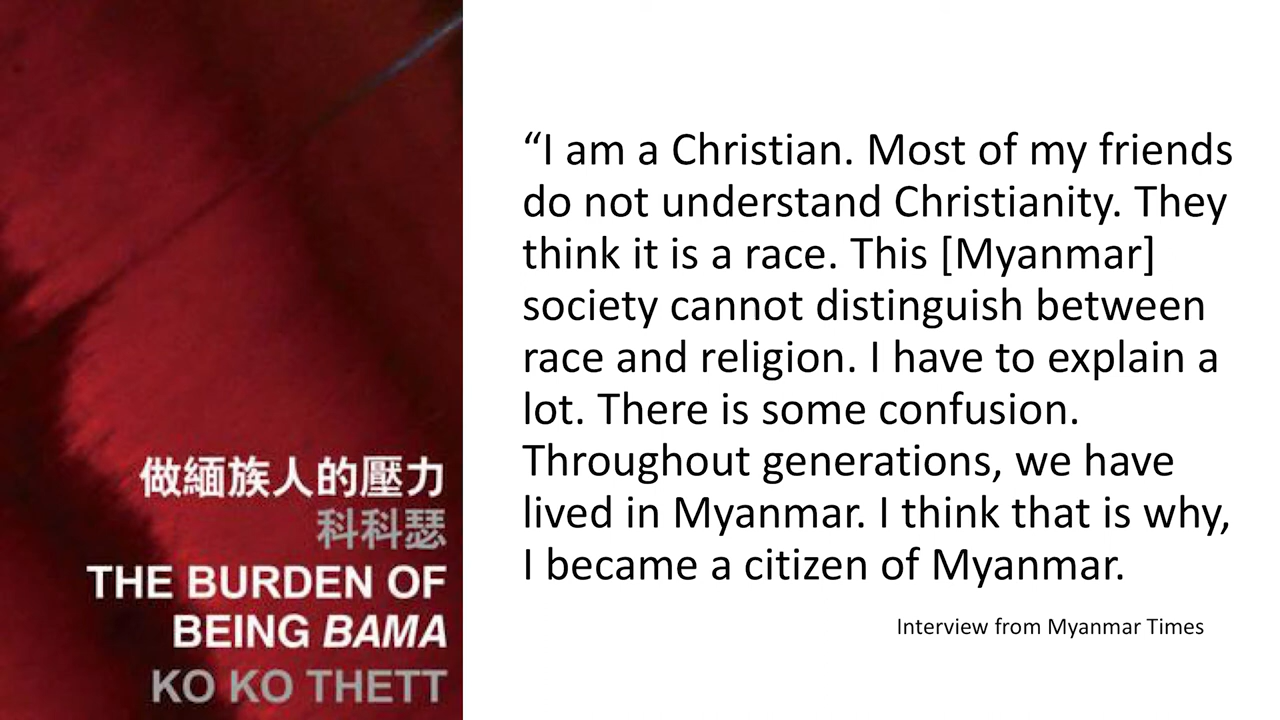 做緬族人的壓力
科科瑟
THE BURDEN OF
BEING BAMA
KO KO THETT
“I am a Christian. Most of my friends
do not understand Christianity. They
think it is a race. This [Myanmar]
society cannot distinguish between
race and religion. I have to explain a
lot. There is some confusion.
Throughout generations, we have
lived in Myanmar. I think that is why,
I became a citizen of Myanmar.
Interview from Myanmar Times